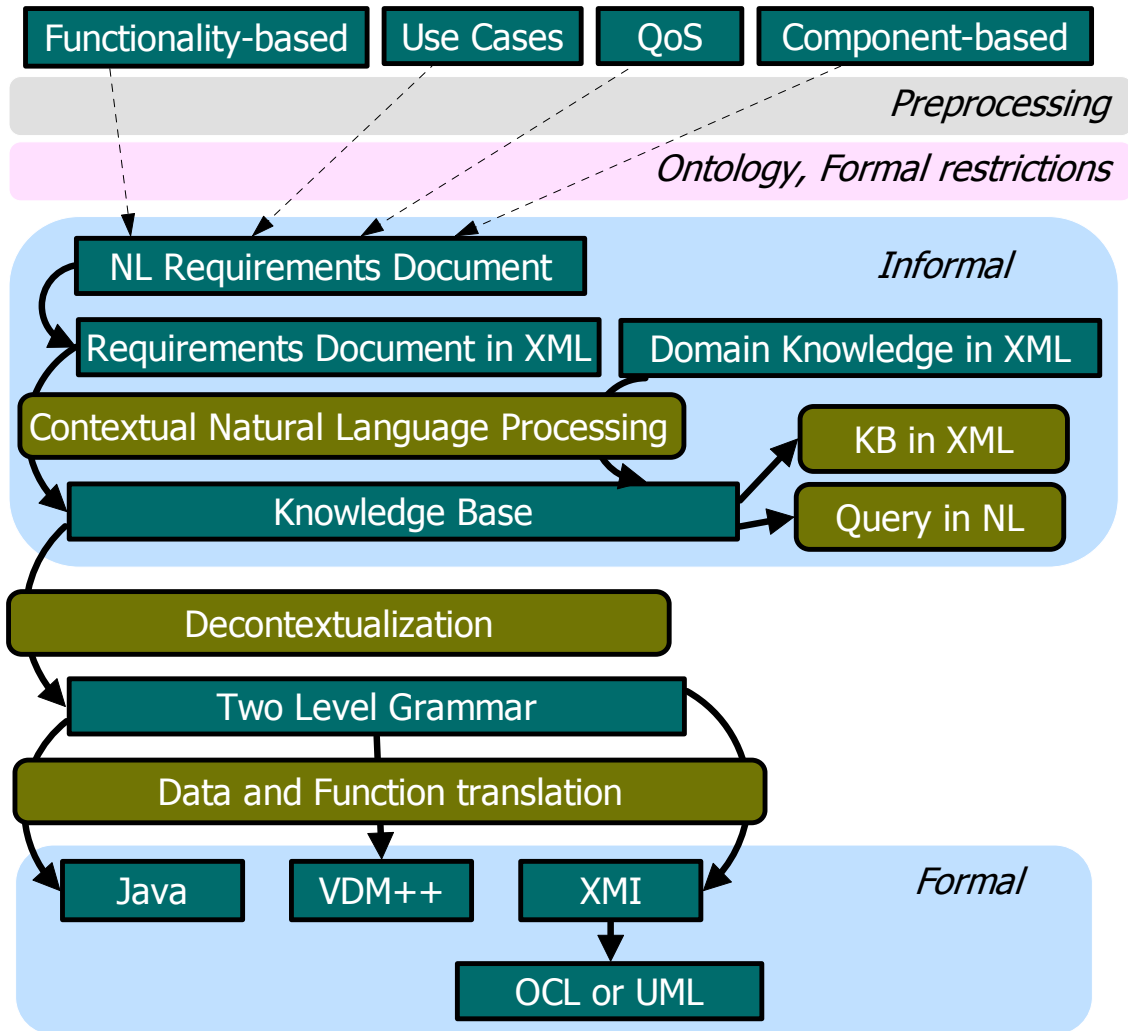 Functionality-based
Use Cases
QoS
Component-based
Preprocessing
Ontology, Formal restrictions
NL Requirements Document
Informal
Requirements Document in XML
Domain Knowledge in XML
Contextual Natural Language Processing
KB in XML
Knowledge Base
Query in NL
Decontextualization
Two Level Grammar
Data and Function translation
Java
VDM++
XMI
Formal
OCL or UML